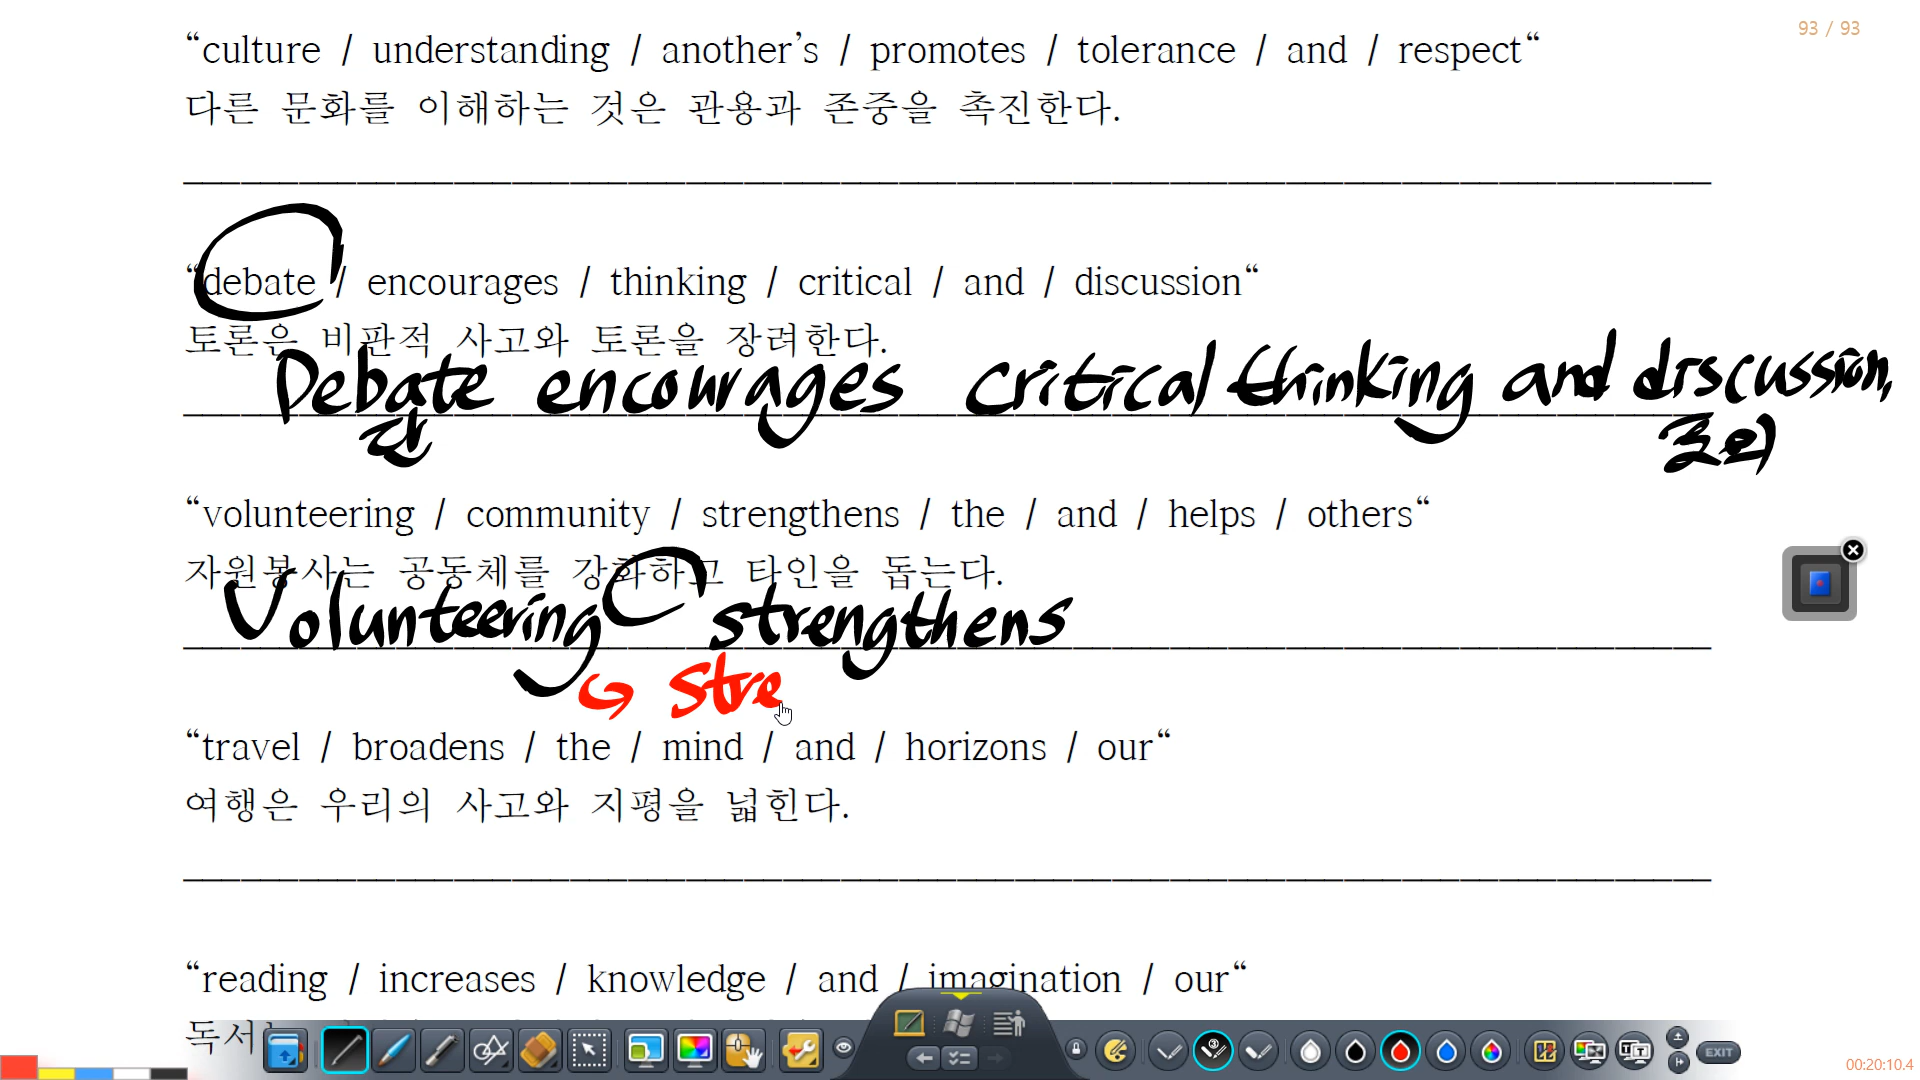 93 / 93
“culture / understanding / another’s / promotes / tolerance / and / respect“
다른 문화를 이해하는 것은 관용과 존중을 촉진한다.
“debate / encourages / thinking / critical / and / discussion“
토론은 비판적 사고와 토론을 장려한다.
Debate encourages critical thinking and discussion,
“volunteering / community / strengthens / the / and / helps / others“
자원봉사는 공동체를 강화하고 타인을 돕는다.
Volunteering strengthens
stre
“travel / broadens / the / mind / and / horizons / our“
여행은 우리의 사고와 지평을 넓힌다.
“reading / increases / knowledge / and / imagination / our“
독서
EXIT
00:20:10.4